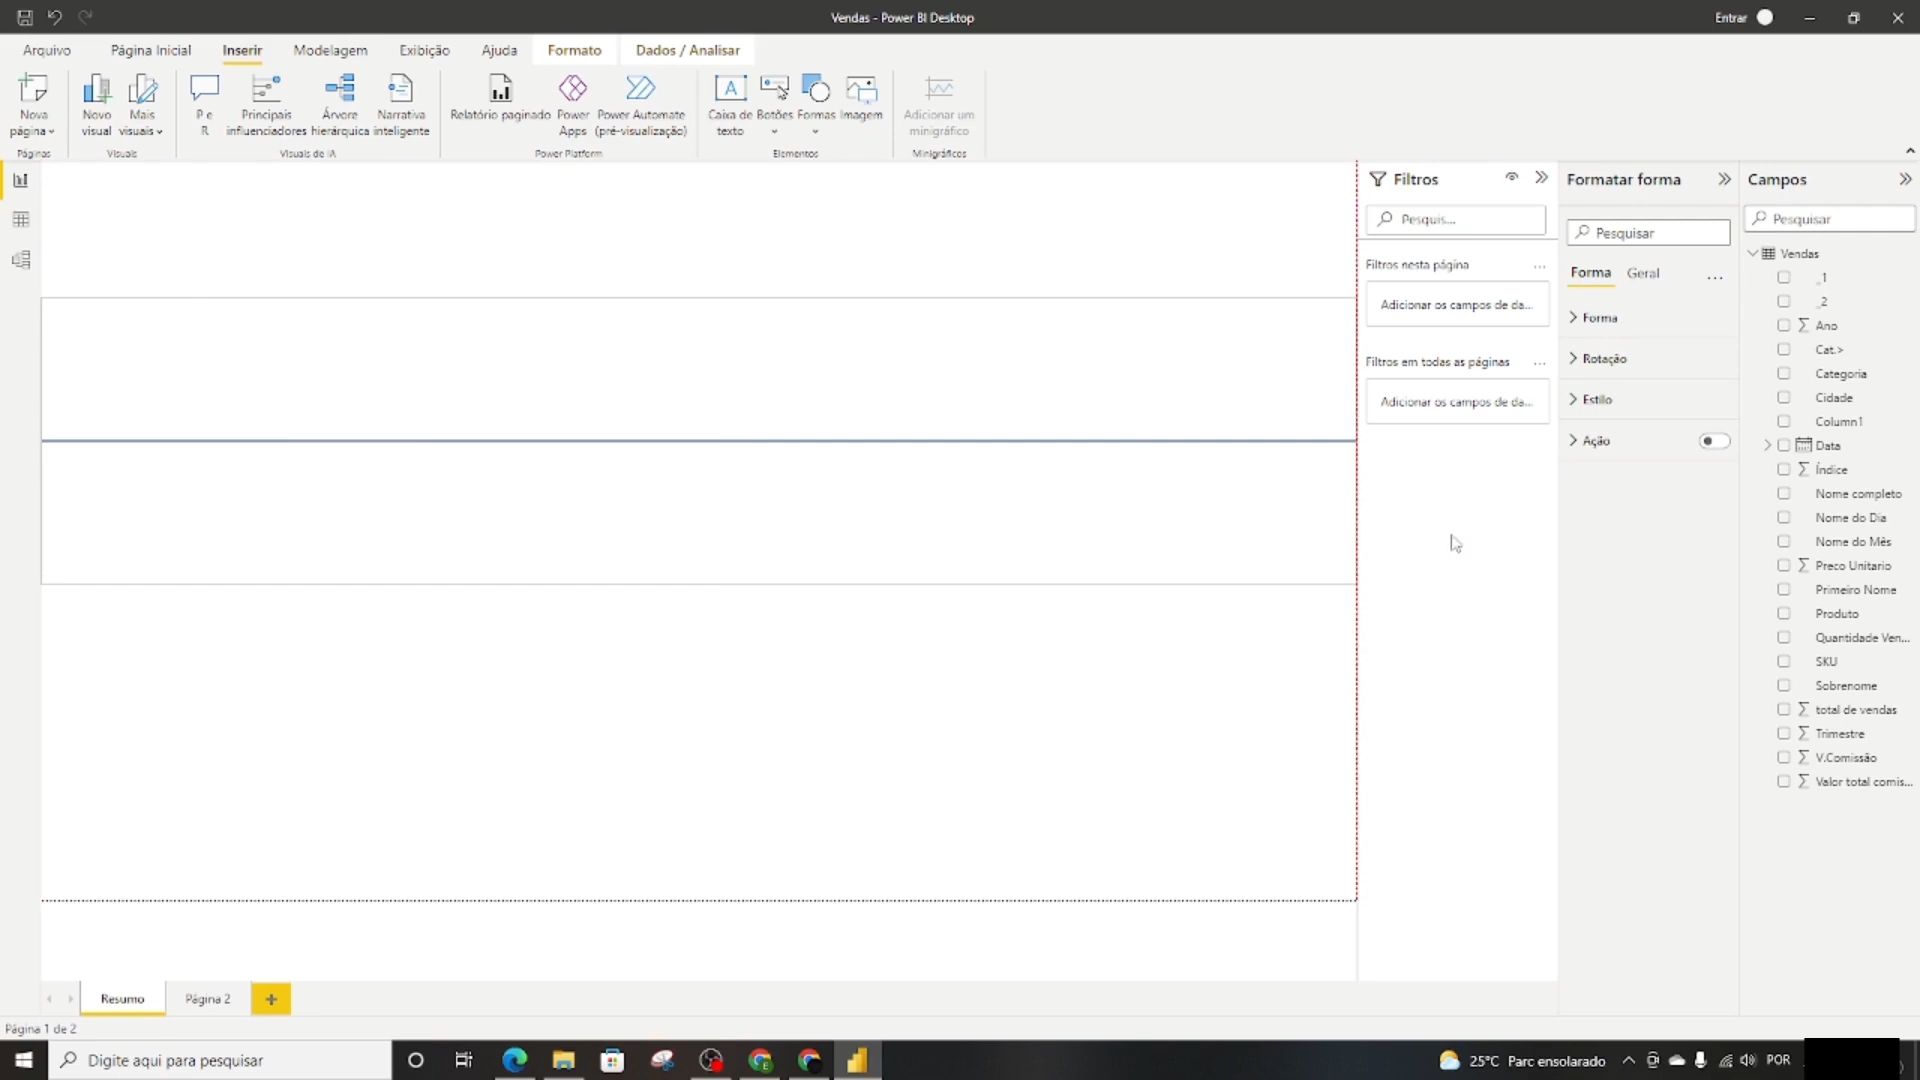 Vendas - Power BI Desktop
Entrar
Arquivo
Página Inicial
Inserir
Modelagem
Exibição
Ajuda
Formato
Dados / Analisar
Nova página
Novo visual
Mais visuais
P e R
Principais influenciadores
Árvore hierárquica
Narrativa inteligente
Relatório paginado
Power Apps
Power Automate (pré-visualização)
Caixa de texto
Botões
Formas
Imagem
Adicionar um minigráfico
Páginas
Visuais
Visuais de IA
Power Platform
Elementos
Minigráficos
Filtros
Pesquis...
Filtros nesta página
...
Adicionar os campos de da...
Filtros em todas as páginas
...
Adicionar os campos de da...
Formatar forma
Pesquisar
Forma
Geral
...
Forma
Rotação
Estilo
Ação
Campos
Pesquisar
Vendas
_1
_2
Ano
Cat.>
Categoria
Cidade
Column1
Data
Índice
Nome completo
Nome do Dia
Nome do Mês
Preco Unitario
Primeiro Nome
Produto
Quantidade Ven...
SKU
Sobrenome
total de vendas
Trimestre
V.Comissão
Valor total comis...
Resumo
Página 2
+
Página 1 de 2
Digite aqui para pesquisar
25°C Parc ensolarado
POR